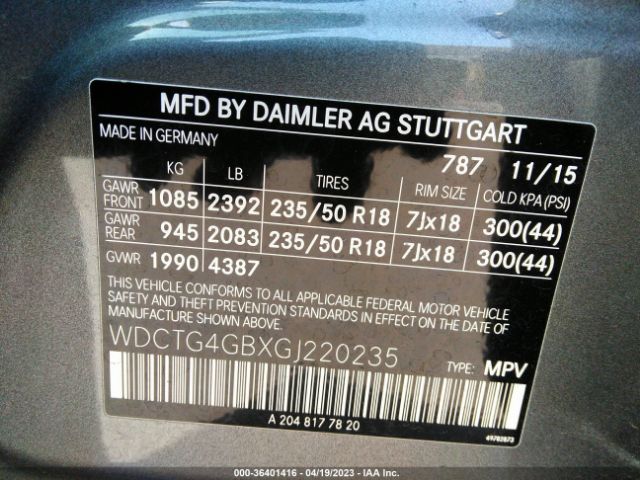 MFD BY DAIMLER AG STUTTGART
MADE IN GERMANY
787 11/15
KG LB TIRES RIM SIZE COLD KPA (PSI)
GAWR FRONT 1085 2392 235/50 R18 7Jx18 300(44)
GAWR REAR 945 2083 235/50 R18 7Jx18 300(44)
GVWR 1990 4387
THIS VEHICLE CONFORMS TO ALL APPLICABLE FEDERAL MOTOR VEHICLE
SAFETY AND THEFT PREVENTION STANDARDS IN EFFECT ON THE DATE
OF MANUFACTURE SHOWN ABOVE.
WDCTG4GBXGJ220235
TYPE: MPV
A 204 817 78 20
49782873
000-36401416 - 04/19/2023 - IAA Inc.